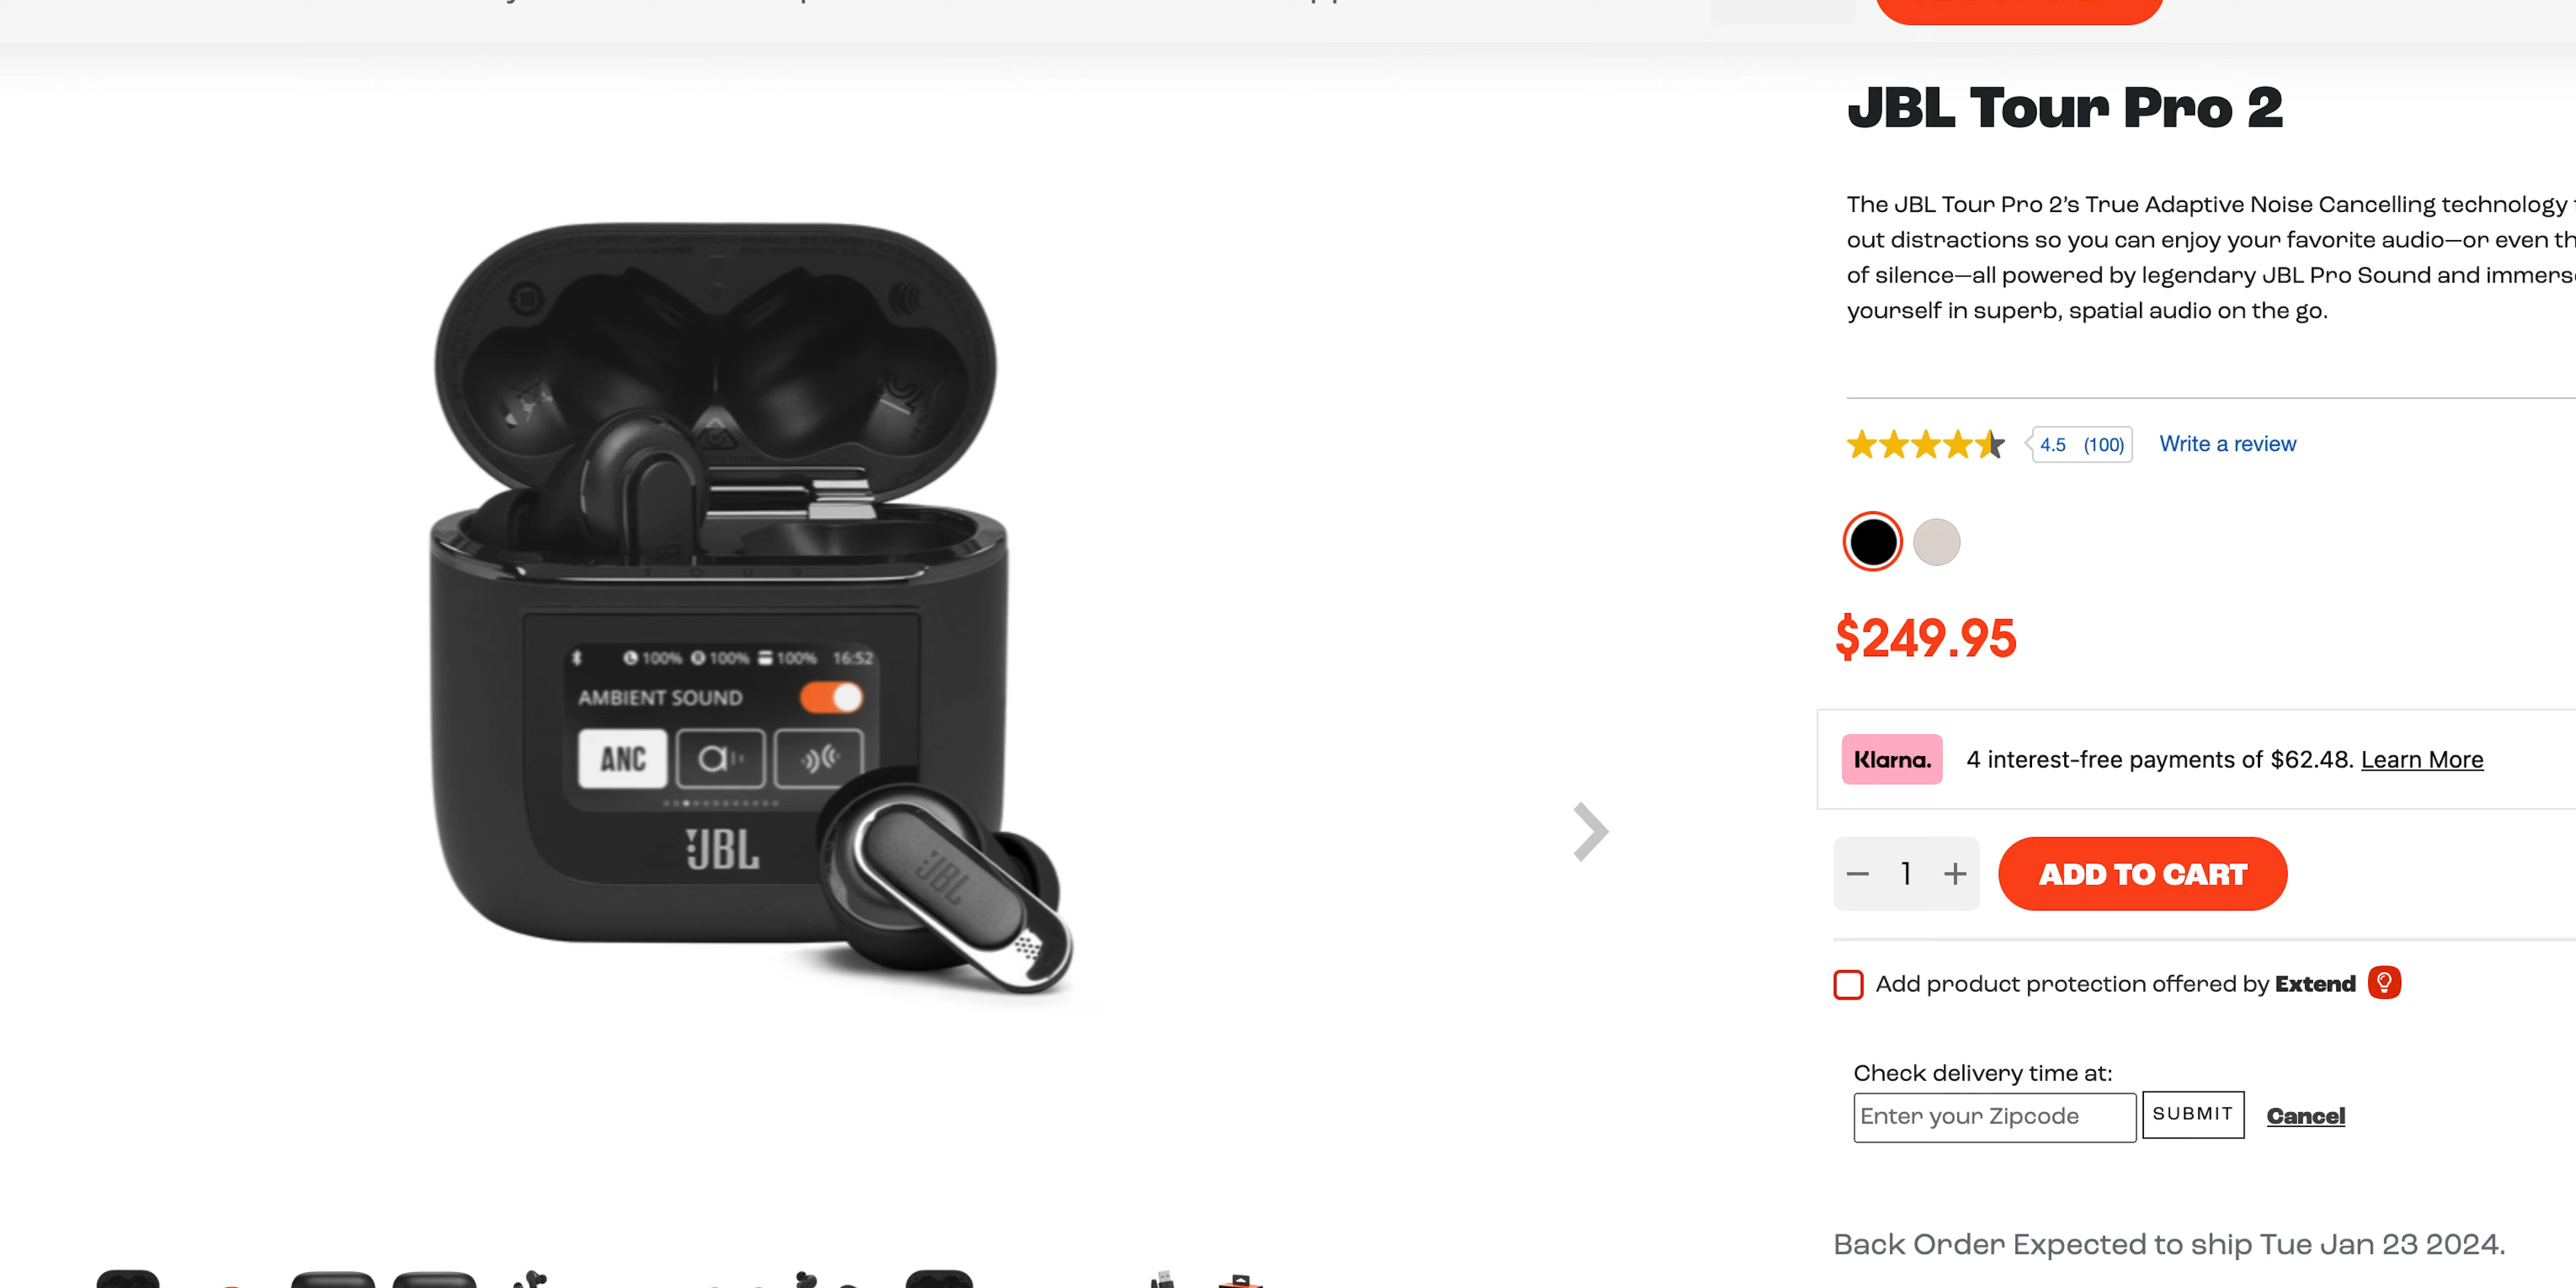 JBL Tour Pro 2
The JBL Tour Pro 2’s True Adaptive Noise Cancelling technology
out distractions so you can enjoy your favorite audio—or even
of silence—all powered by legendary JBL Pro Sound and
yourself in superb, spatial audio on the go.
4.5 (100) Write a review
$249.95
Klarna. 4 interest-free payments of $62.48. Learn More
− 1 + ADD TO CART
Add product protection offered by Extend
Check delivery time at:
Enter your Zipcode SUBMIT Cancel
Back Order Expected to ship Tue Jan 23 2024.
TOUR
100% 100% 100% 16:52
AMBIENT SOUND
ANC
JBL
JBL